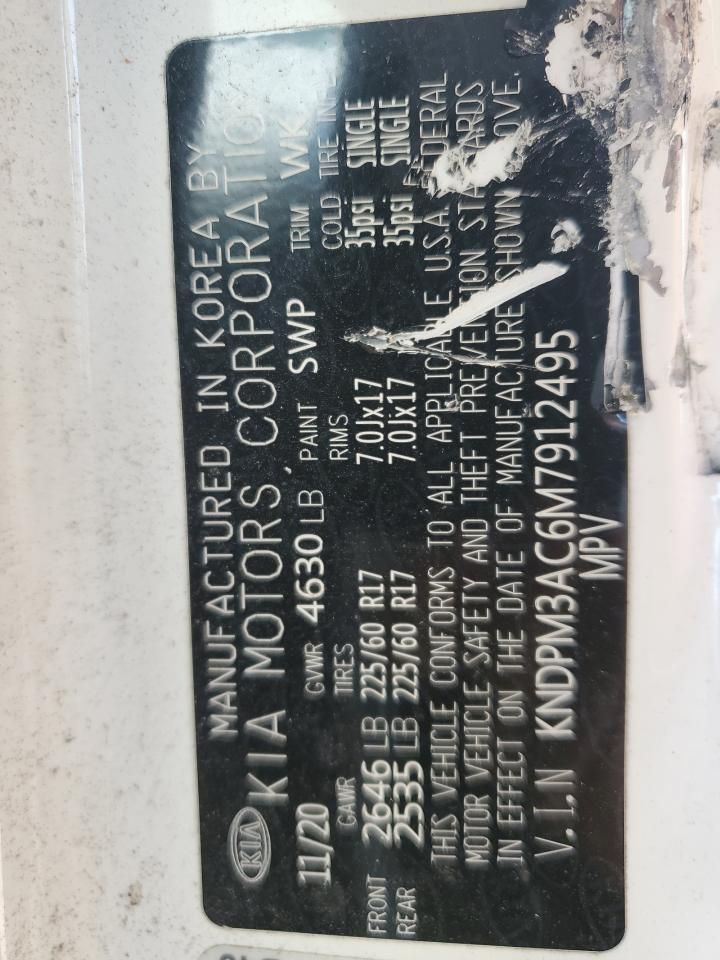 MANUFACTURED IN KOREA BY
KIA KIA MOTORS CORPORATION
11/20 GVWR 4630 LB PAINT SWP TRIM WK
GAWR TIRES RIMS COLD TIRE
FRONT 2646 LB 225/60 R17 7.0Jx17 35psi SINGLE
REAR 2535 LB 225/60 R17 7.0Jx17 35psi SINGLE
THIS VEHICLE CONFORMS TO ALL APPLICABLE U.S.A. FEDERAL
MOTOR VEHICLE SAFETY AND THEFT PREVENTION STANDARDS
IN EFFECT ON THE DATE OF MANUFACTURE SHOWN
V.I.N KNDPM3AC6M7912495
MPV